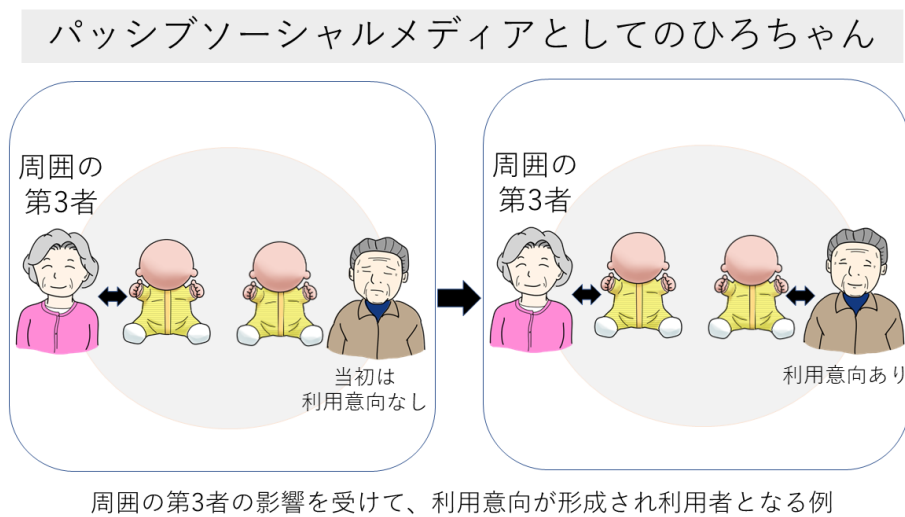 パッシブソーシャルメディアとしてのひろちゃん
周囲の
第3者
当初は
利用意向なし
周囲の
第3者
利用意向あり
周囲の第3者の影響を受けて、利用意向が形成され利用者となる例